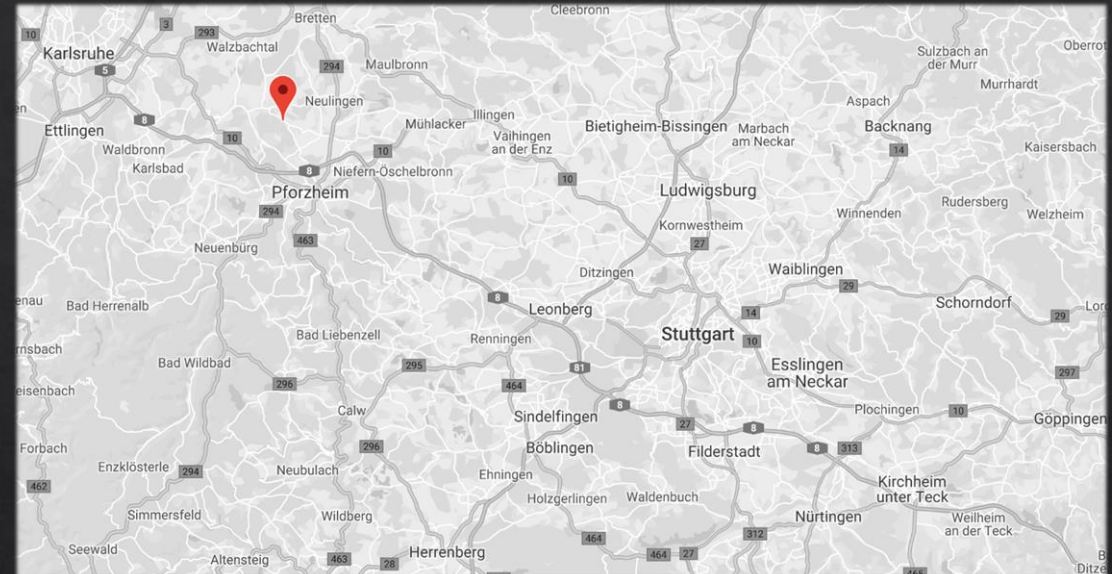 Cleebronn
3
Bretten
10
293
Walzbachtal
Oberrot
Karlsruhe
Sulzbach an
der Murr
294
Maulbronn
5
Murrhardt
Neulingen
Aspach
Illingen
8
Ettlingen
Mühlacker
Bietigheim-Bissingen
Marbach
am Neckar
Backnang
10
Vaihingen
an der Enz
Waldbronn
10
14
Kaisersbach
Karlsbad
8
Niefern-Öschelbronn
10
Pforzheim
Ludwigsburg
294
Rudersberg
Winnenden
Welzheim
Kornwestheim
463
27
Neuenbürg
Ditzingen
Waiblingen
29
8
enau
Bad Herrenalb
Leonberg
Schorndorf
14
29
Bad Liebenzell
Renningen
Stuttgart
10
Bad Wildbad
295
81
Esslingen
am Neckar
297
296
464
eisenbach
8
Calw
Sindelfingen
Plochingen
10
Göppingen
27
8
296
Böblingen
Filderstadt
8
313
Forbach
Enzklösterle
294
Neubulach
Ehningen
462
Kirchheim
unter Teck
Holzgerlingen
Waldenbuch
Simmersfeld
Wildberg
Nürtingen
Weilheim
an der Teck
464
312
Seewald
Altensteig
463
28
Herrenberg
464
27